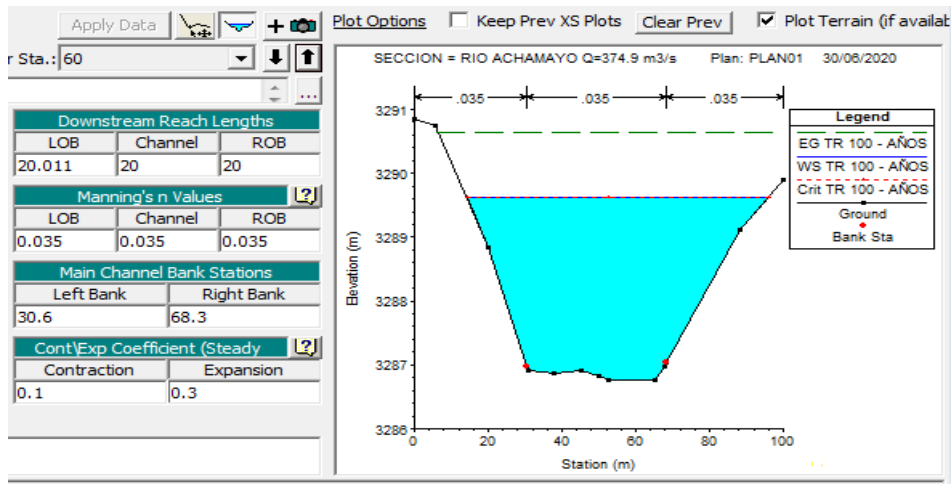 Apply Data
Plot Options
Keep Prev XS Plots
Clear Prev
Plot Terrain (if availab
r Sta.: 60
...
Downstream Reach Lengths
LOB Channel ROB
20.011 20 20
Manning's n Values
LOB Channel ROB
0.035 0.035 0.035
Main Channel Bank Stations
Left Bank Right Bank
30.6 68.3
Cont\Exp Coefficient (Steady
Contraction Expansion
0.1 0.3
SECCION = RIO ACHAMAYO Q=374.9 m3/s Plan: PLAN01 30/06/2020
.035 .035 .035
3291
3290
3289
3288
3287
3286
Elevation (m)
0 20 40 60 80 100
Station (m)
Legend
EG TR 100 - AÑOS
WS TR 100 - AÑOS
Crit TR 100 - AÑOS
Ground
Bank Sta